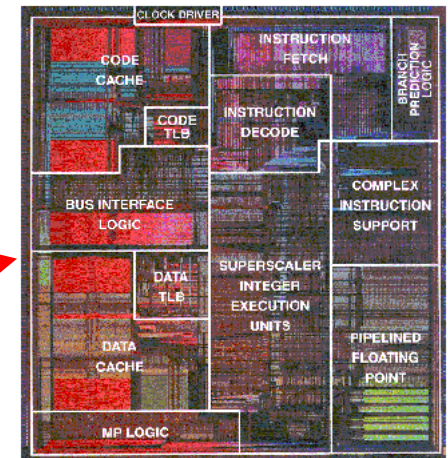 CLOCK DRIVER
CODE
CACHE
CODE
TLB
INSTRUCTION
FETCH
BRANCH
PREDICTION
LOGIC
INSTRUCTION
DECODE
BUS INTERFACE
LOGIC
COMPLEX
INSTRUCTION
SUPPORT
DATA
TLB
SUPERSCALER
INTEGER
EXECUTION
UNITS
DATA
CACHE
PIPELINED
FLOATING
POINT
MP LOGIC